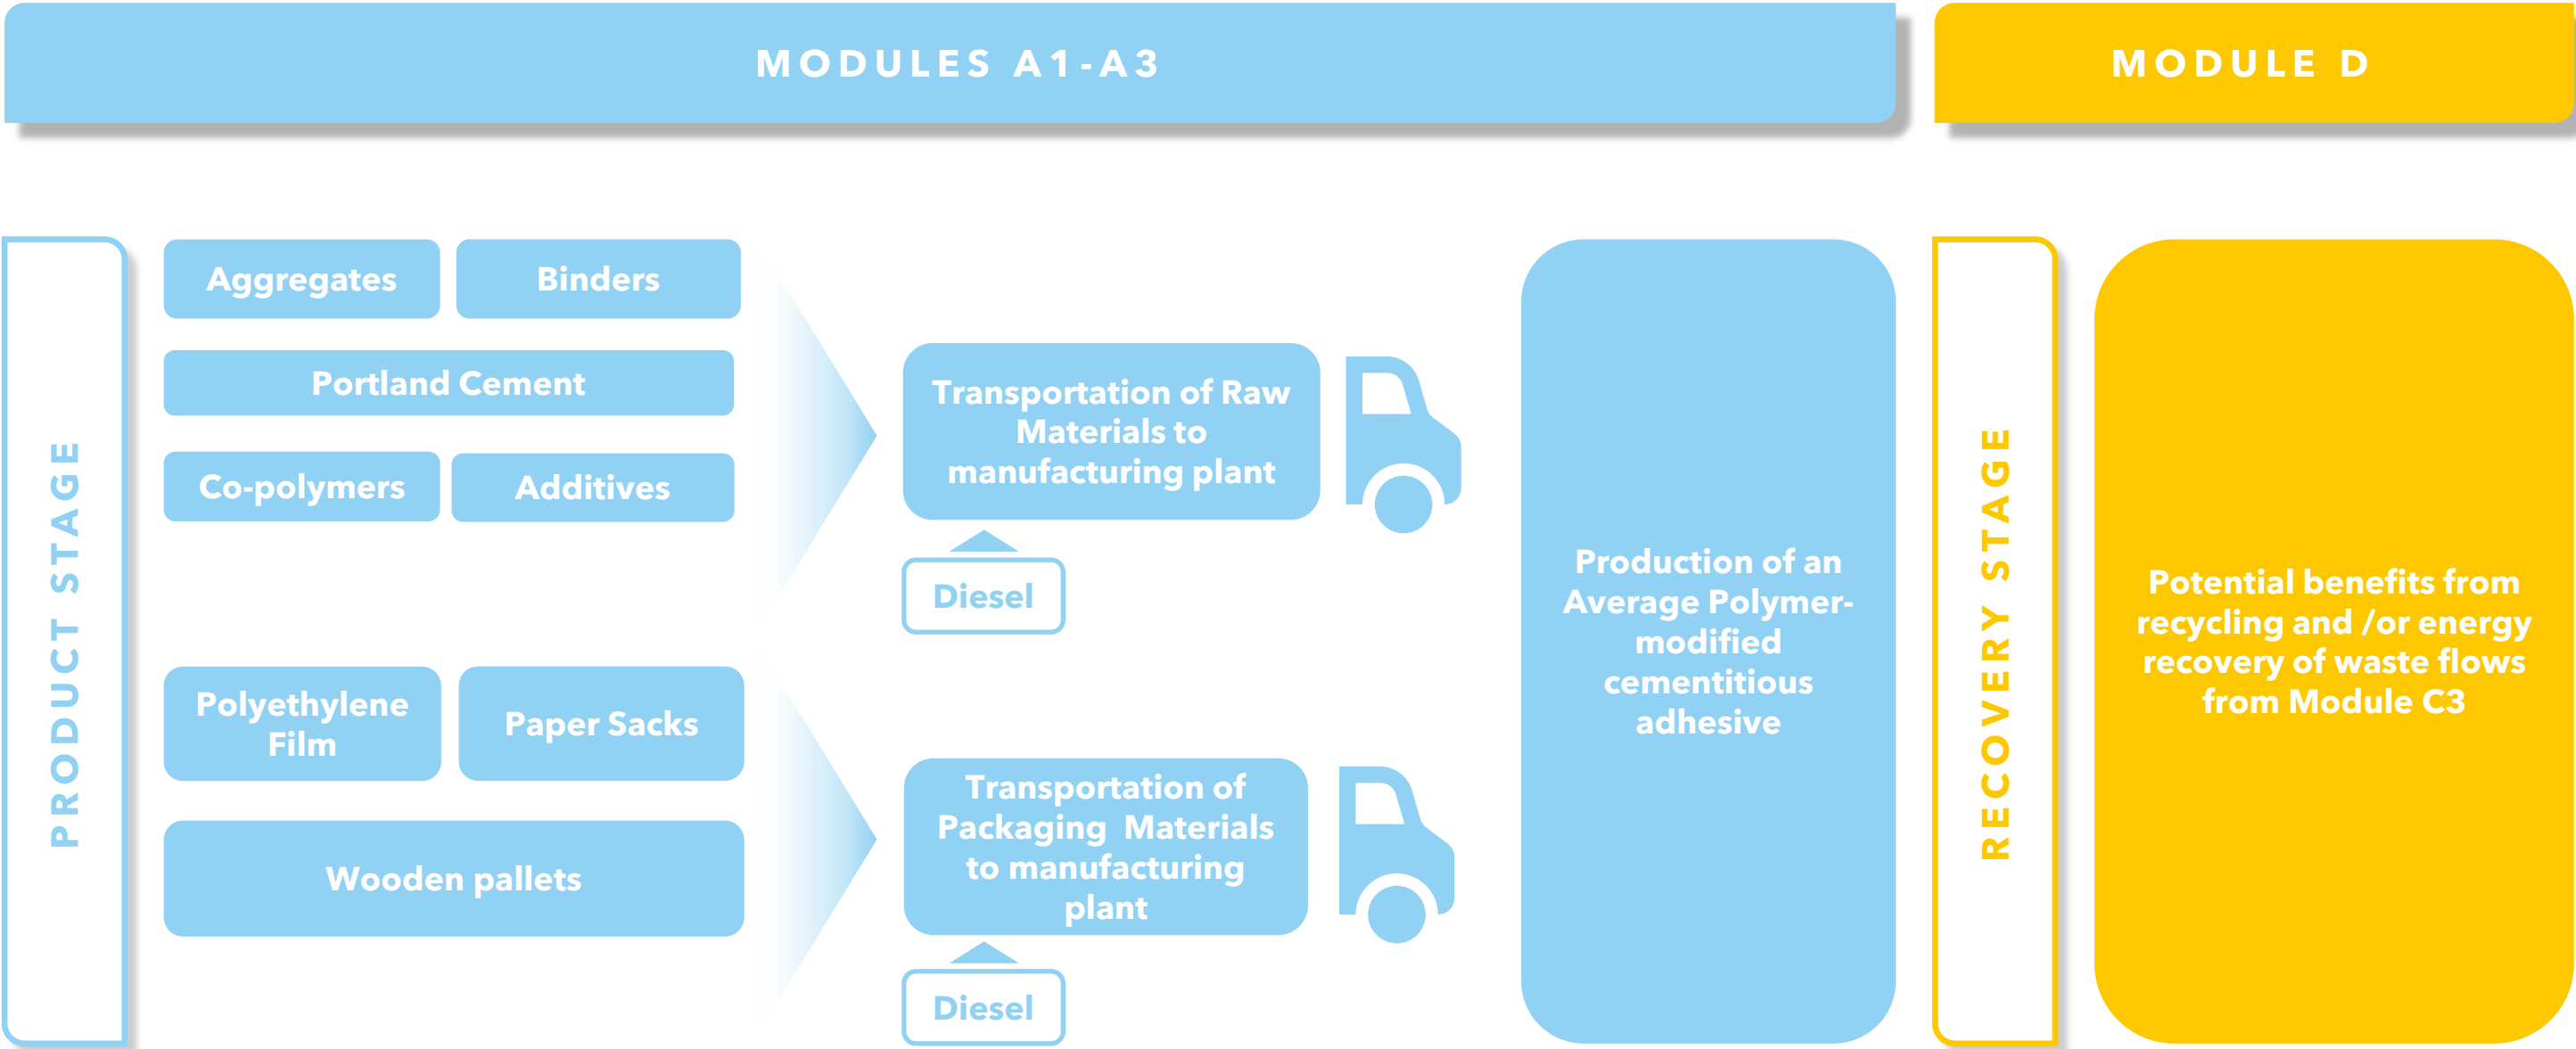 MODULES A1-A3
MODULE D
PRODUCT STAGE
Aggregates
Binders
Portland Cement
Co-polymers
Additives
Polyethylene
Film
Paper Sacks
Wooden pallets
Transportation of Raw
Materials to
manufacturing plant
Diesel
Transportation of
Packaging Materials
to manufacturing
plant
Diesel
Production of an
Average Polymer-
modified
cementitious
adhesive
RECOVERY STAGE
Potential benefits from
recycling and /or energy
recovery of waste flows
from Module C3